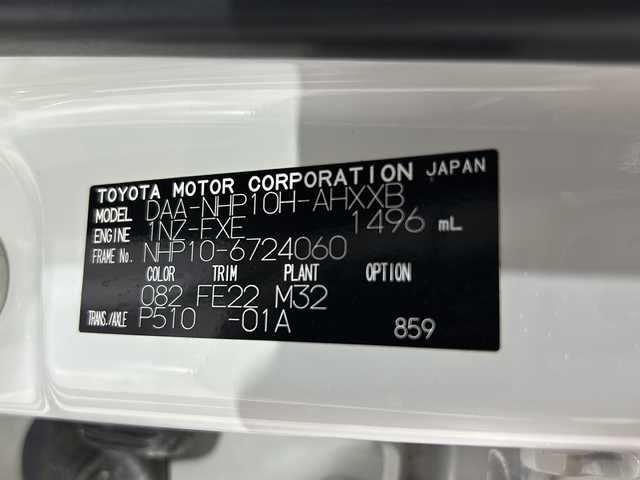 TOYOTA MOTOR CORPORATION JAPAN
MODEL DAA-NHP10H-AHXXB
ENGINE 1NZ-FXE 1496 mL
FRAME No. NHP10-6724060
COLOR TRIM PLANT OPTION
082 FE22 M32
TRANS./AXLE P510 -01A
859